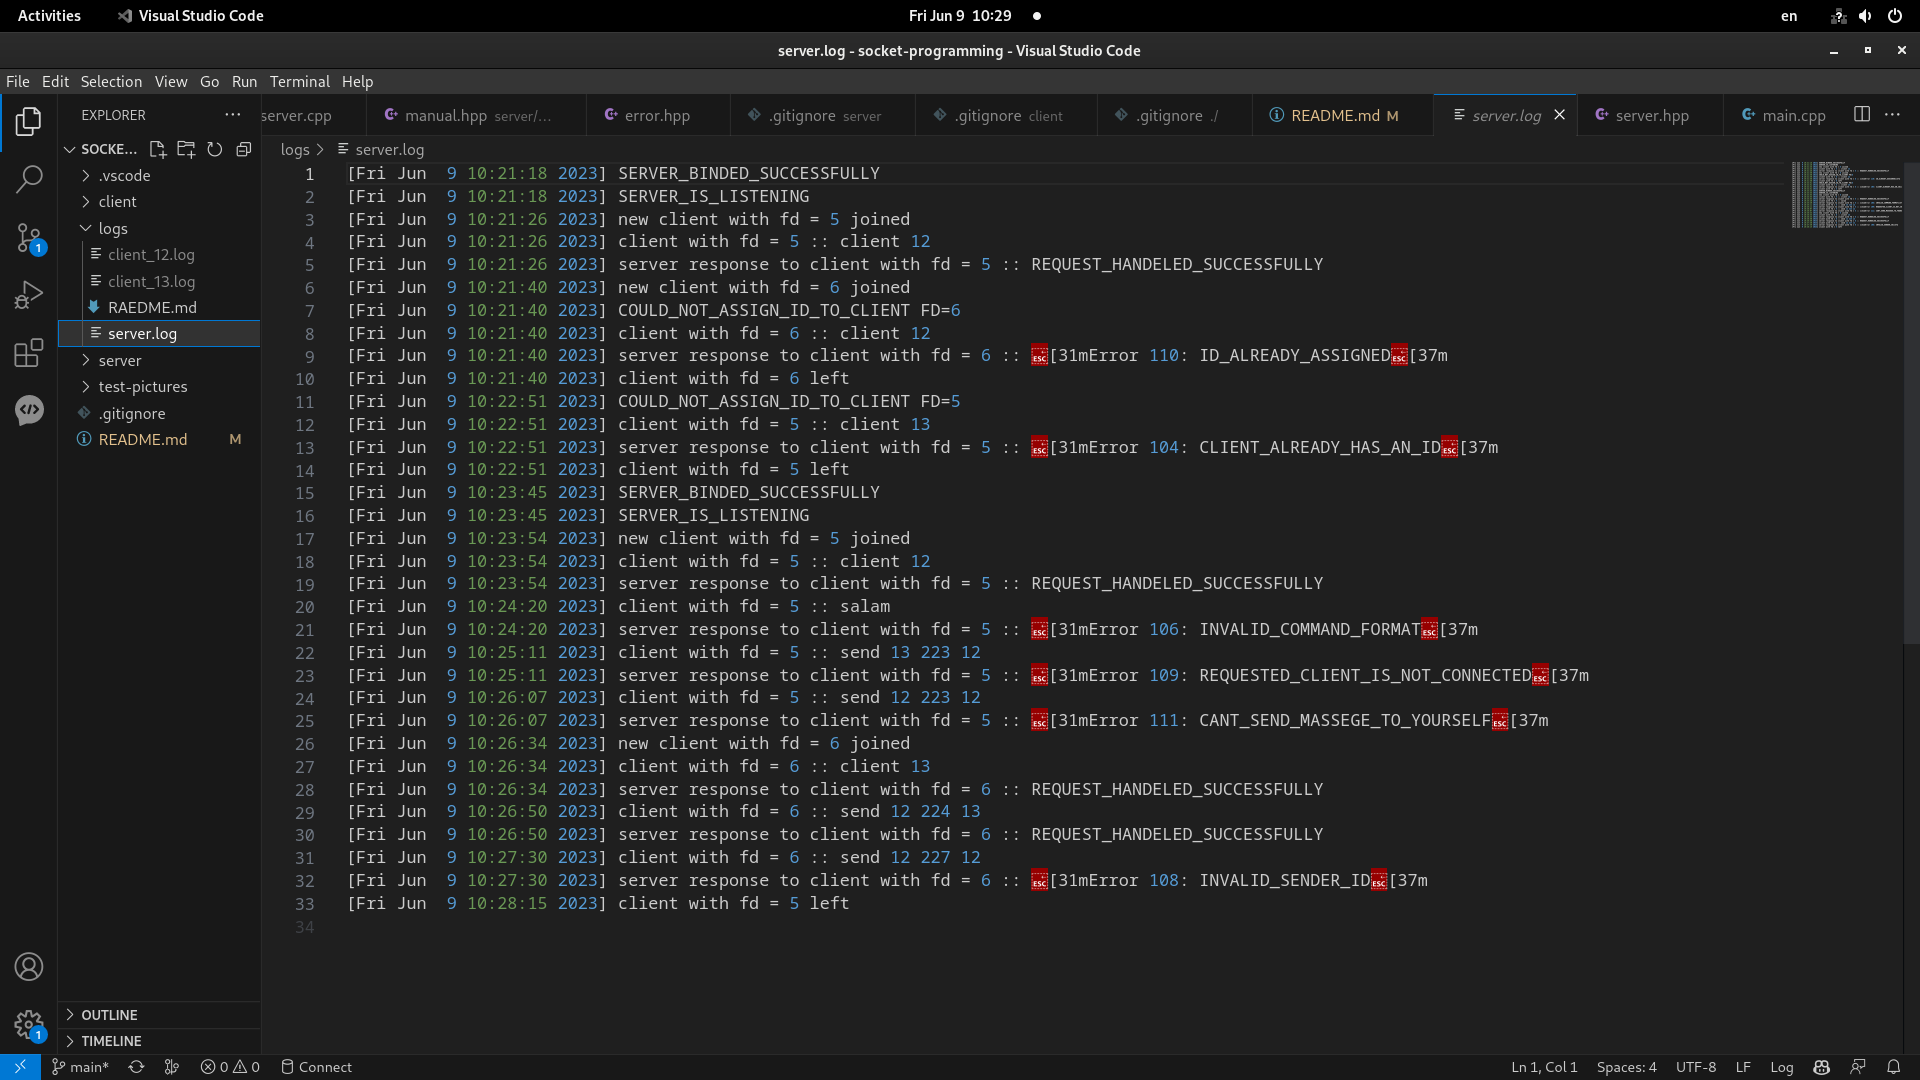 Activities
Visual Studio Code
Fri Jun 9 10:29
en
server.log - socket-programming - Visual Studio Code
File Edit Selection View Go Run Terminal Help
EXPLORER
server.cpp
manual.hpp server/...
error.hpp
.gitignore server
.gitignore client
.gitignore ./
README.md M
server.log
server.hpp
main.cpp
SOCKE...
.vscode
client
logs
client_12.log
client_13.log
RAEDME.md
server.log
server
test-pictures
.gitignore
README.md M
1
1
OUTLINE
TIMELINE
logs > server.log
1 [Fri Jun  9 10:21:18 2023] SERVER_BINDED_SUCCESSFULLY
2 [Fri Jun  9 10:21:18 2023] SERVER_IS_LISTENING
3 [Fri Jun  9 10:21:26 2023] new client with fd = 5 joined
4 [Fri Jun  9 10:21:26 2023] client with fd = 5 :: client 12
5 [Fri Jun  9 10:21:26 2023] server response to client with fd = 5 :: REQUEST_HANDELED_SUCCESSFULLY
6 [Fri Jun  9 10:21:40 2023] new client with fd = 6 joined
7 [Fri Jun  9 10:21:40 2023] COULD_NOT_ASSIGN_ID_TO_CLIENT FD=6
8 [Fri Jun  9 10:21:40 2023] client with fd = 6 :: client 12
9 [Fri Jun  9 10:21:40 2023] server response to client with fd = 6 :: ESC[31mError 110: ID_ALREADY_ASSIGNEDESC[37m
10 [Fri Jun  9 10:21:40 2023] client with fd = 6 left
11 [Fri Jun  9 10:22:51 2023] COULD_NOT_ASSIGN_ID_TO_CLIENT FD=5
12 [Fri Jun  9 10:22:51 2023] client with fd = 5 :: client 13
13 [Fri Jun  9 10:22:51 2023] server response to client with fd = 5 :: ESC[31mError 104: CLIENT_ALREADY_HAS_AN_IDESC[37m
14 [Fri Jun  9 10:22:51 2023] client with fd = 5 left
15 [Fri Jun  9 10:23:45 2023] SERVER_BINDED_SUCCESSFULLY
16 [Fri Jun  9 10:23:45 2023] SERVER_IS_LISTENING
17 [Fri Jun  9 10:23:54 2023] new client with fd = 5 joined
18 [Fri Jun  9 10:23:54 2023] client with fd = 5 :: client 12
19 [Fri Jun  9 10:23:54 2023] server response to client with fd = 5 :: REQUEST_HANDELED_SUCCESSFULLY
20 [Fri Jun  9 10:24:20 2023] client with fd = 5 :: salam
21 [Fri Jun  9 10:24:20 2023] server response to client with fd = 5 :: ESC[31mError 106: INVALID_COMMAND_FORMATESC[37m
22 [Fri Jun  9 10:25:11 2023] client with fd = 5 :: send 13 223 12
23 [Fri Jun  9 10:25:11 2023] server response to client with fd = 5 :: ESC[31mError 109: REQUESTED_CLIENT_IS_NOT_CONNECTEDESC[37m
24 [Fri Jun  9 10:26:07 2023] client with fd = 5 :: send 12 223 12
25 [Fri Jun  9 10:26:07 2023] server response to client with fd = 5 :: ESC[31mError 111: CANT_SEND_MASSEGE_TO_YOURSELFESC[37m
26 [Fri Jun  9 10:26:34 2023] new client with fd = 6 joined
27 [Fri Jun  9 10:26:34 2023] client with fd = 6 :: client 13
28 [Fri Jun  9 10:26:34 2023] server response to client with fd = 6 :: REQUEST_HANDELED_SUCCESSFULLY
29 [Fri Jun  9 10:26:50 2023] client with fd = 6 :: send 12 224 13
30 [Fri Jun  9 10:26:50 2023] server response to client with fd = 6 :: REQUEST_HANDELED_SUCCESSFULLY
31 [Fri Jun  9 10:27:30 2023] client with fd = 6 :: send 12 227 12
32 [Fri Jun  9 10:27:30 2023] server response to client with fd = 6 :: ESC[31mError 108: INVALID_SENDER_IDESC[37m
33 [Fri Jun  9 10:28:15 2023] client with fd = 5 left
34
main* 0 0 Connect
Ln 1, Col 1 Spaces: 4 UTF-8 LF Log